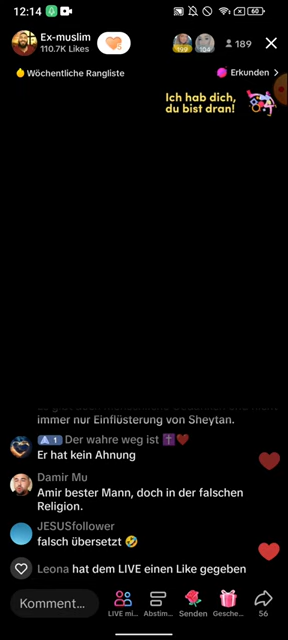 12:14
60
Ex-muslim
110.7K Likes
199
104
189
Wöchentliche Rangliste
Erkunden
Ich hab dich,
du bist dran!
immer nur Einflüsterung von Sheytan.
A 1 Der wahre weg ist ✝️❤️
Er hat kein Ahnung
Damir Mu
Amir bester Mann, doch in der falschen
Religion.
JESUSfollower
falsch übersetzt 🤣
Leona hat dem LIVE einen Like gegeben
Komment...
LIVE mi...
Abstim...
Senden
Gesche...
56